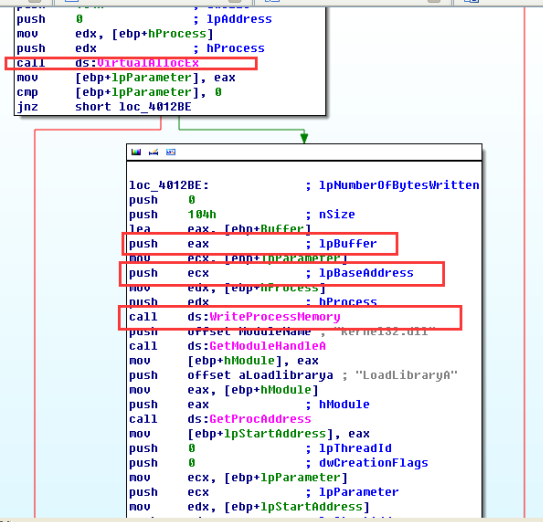 push 0 ; lpAddress
mov edx, [ebp+hProcess]
push edx ; hProcess
call ds:VirtualAllocEx
mov [ebp+lpParameter], eax
cmp [ebp+lpParameter], 0
jnz short loc_4012BE
loc_4012BE: ; lpNumberOfBytesWritten
push 0
push 104h ; nSize
lea eax, [ebp+Buffer]
push eax ; lpBuffer
mov ecx, [ebp+lpParameter]
push ecx ; lpBaseAddress
mov edx, [ebp+hProcess]
push edx ; hProcess
call ds:WriteProcessMemory
push offset ModuleName ; "kernel32.dll"
call ds:GetModuleHandleA
mov [ebp+hModule], eax
push offset aLoadlibrarya ; "LoadLibraryA"
mov eax, [ebp+hModule]
push eax ; hModule
call ds:GetProcAddress
mov [ebp+lpStartAddress], eax
push 0 ; lpThreadId
push 0 ; dwCreationFlags
mov ecx, [ebp+lpParameter]
push ecx ; lpParameter
mov edx, [ebp+lpStartAddress]